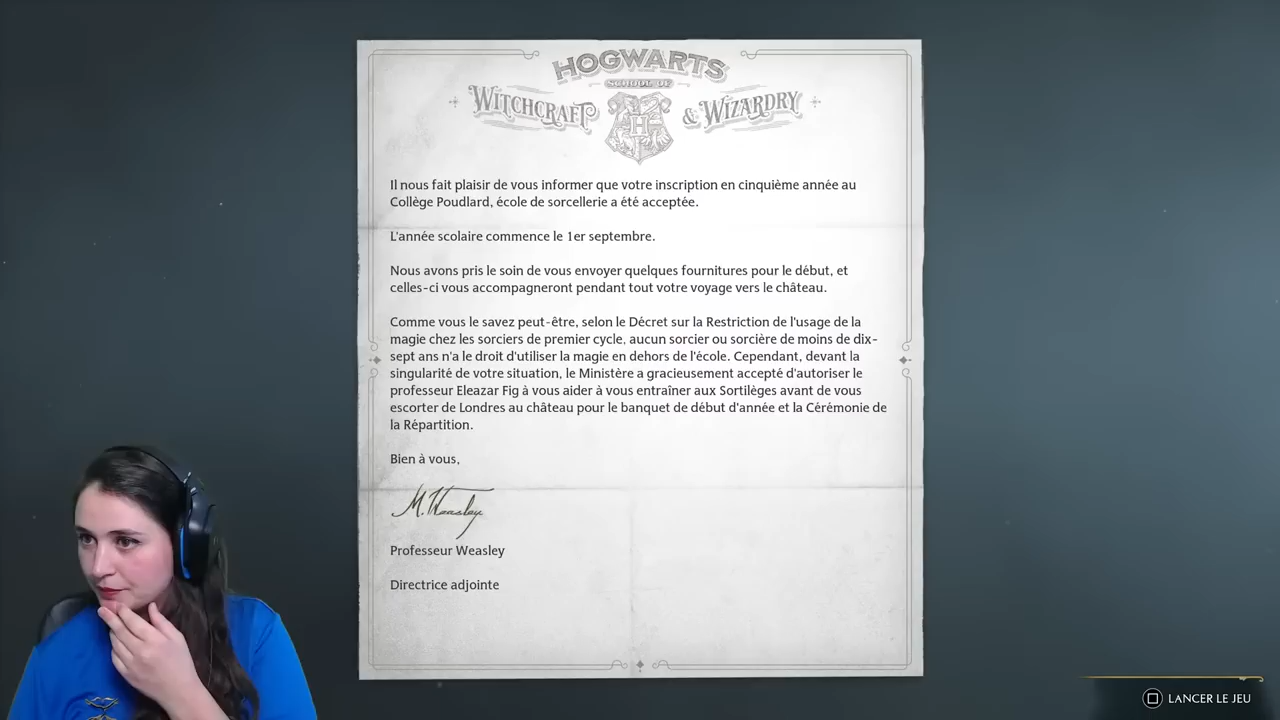 HOGWARTS
SCHOOL OF
WITCHCRAFT & WIZARDRY
H
Il nous fait plaisir de vous informer que votre inscription en cinquième année au
Collège Poudlard, école de sorcellerie a été acceptée.
L'année scolaire commence le 1er septembre.
Nous avons pris le soin de vous envoyer quelques fournitures pour le début, et
celles-ci vous accompagneront pendant tout votre voyage vers le château.
Comme vous le savez peut-être, selon le Décret sur la Restriction de l'usage de la
magie chez les sorciers de premier cycle, aucun sorcier ou sorcière de moins de dix-
sept ans n'a le droit d'utiliser la magie en dehors de l'école. Cependant, devant la
singularité de votre situation, le Ministère a gracieusement accepté d'autoriser le
professeur Eleazar Fig à vous aider à vous entraîner aux Sortilèges avant de vous
escorter de Londres au château pour le banquet de début d'année et la Cérémonie de
la Répartition.
Bien à vous,
M. Weasley
Professeur Weasley
Directrice adjointe
LANCER LE JEU